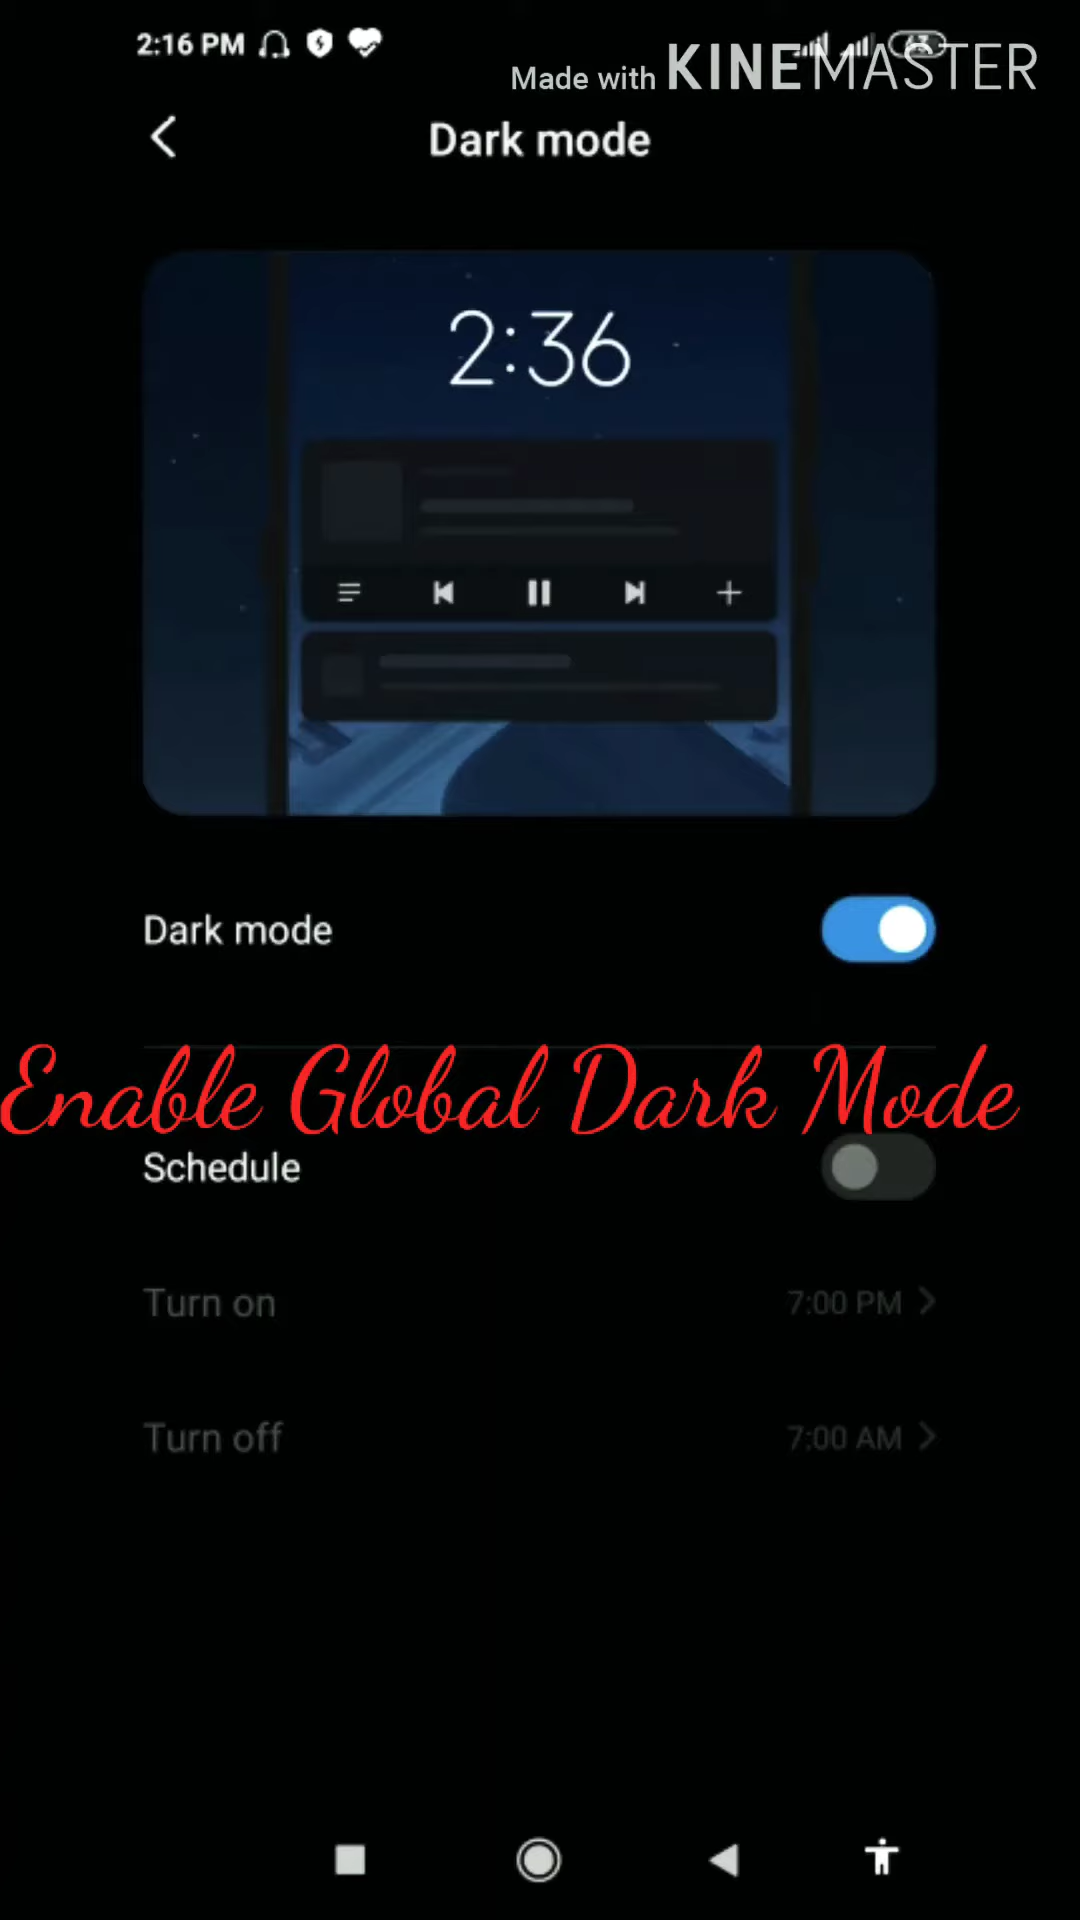 2:16 PM
63
Made with KINEMASTER
Dark mode
2:36
Dark mode
Enable Global Dark Mode
Schedule
Turn on 7:00 PM
Turn off 7:00 AM